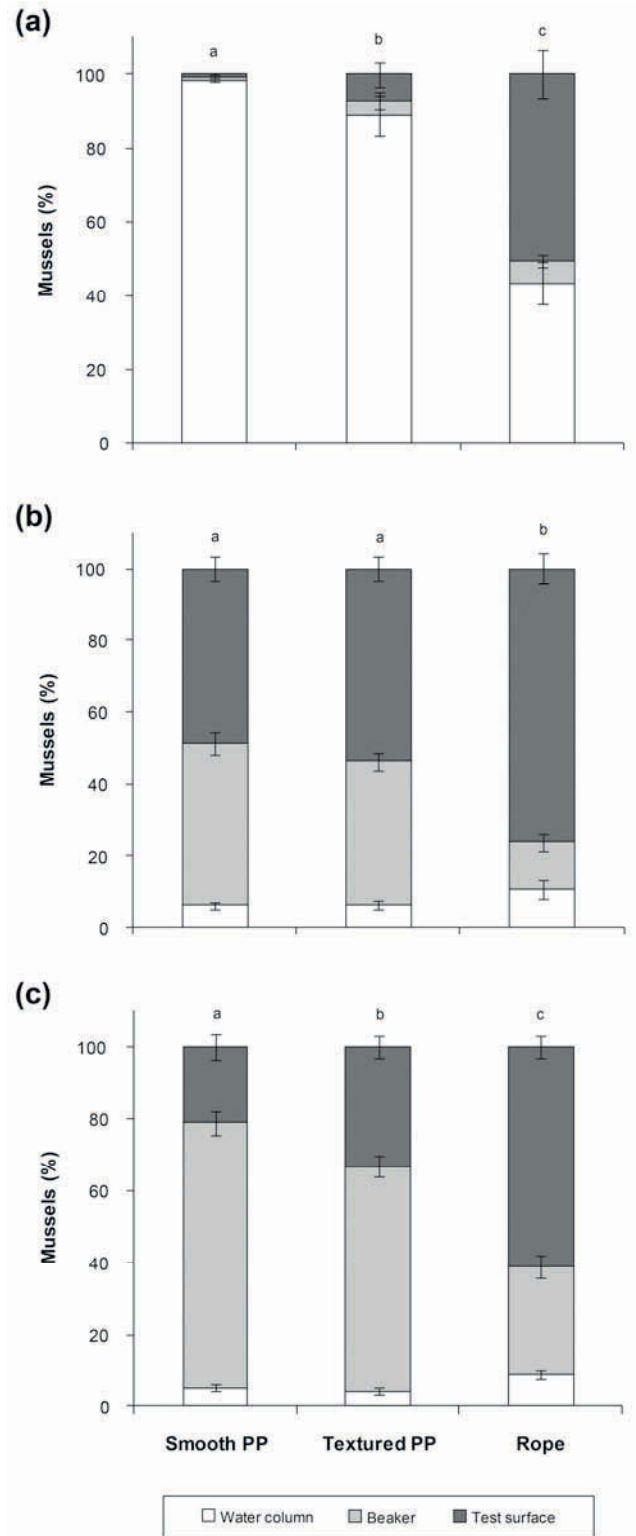 (a)
a b c
100
80
60
40
20
0
Mussels (%)
(b)
a a b
100
80
60
40
20
0
Mussels (%)
(c)
a b c
100
80
60
40
20
0
Mussels (%)
Smooth PP Textured PP Rope
Water column Beaker Test surface